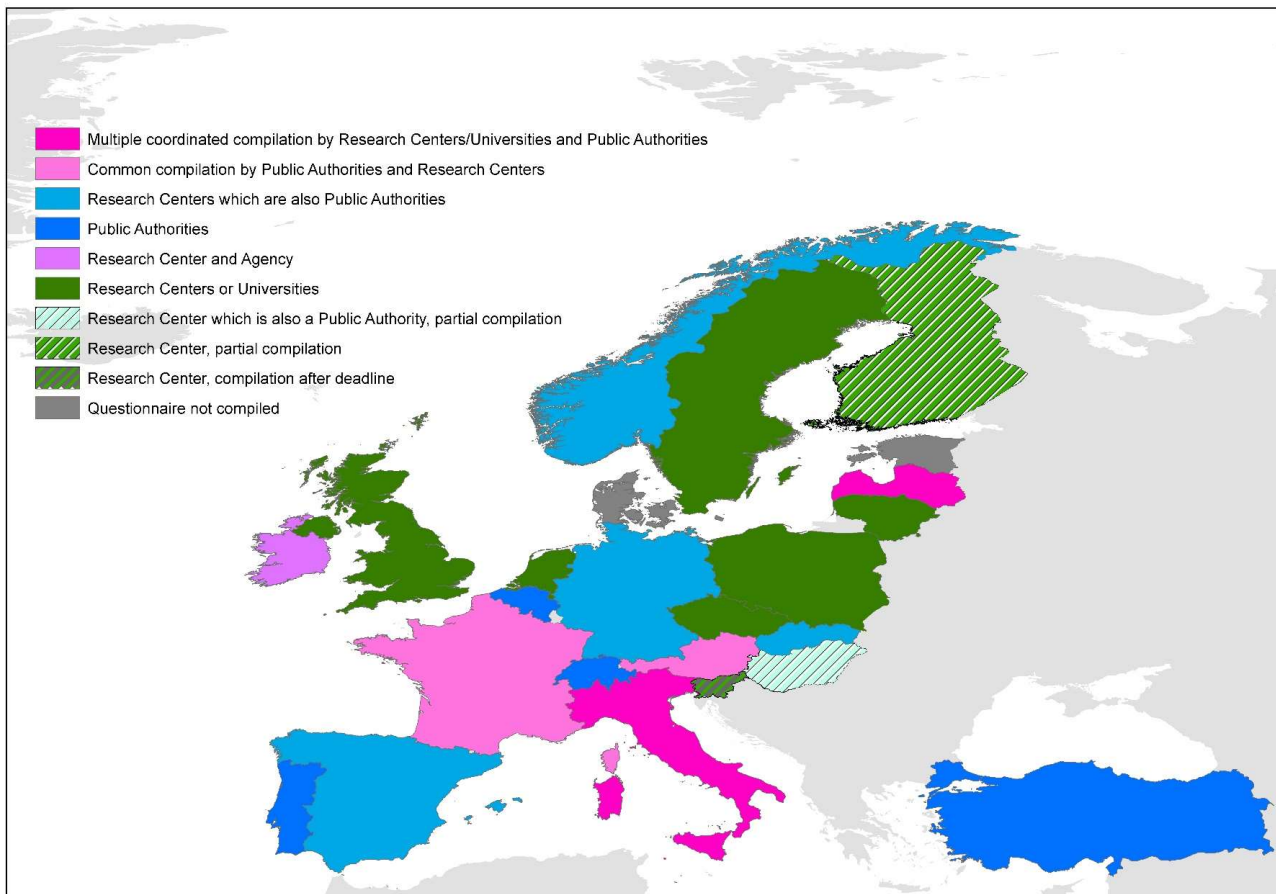 Multiple coordinated compilation by Research Centers/Universities and Public Authorities
Common compilation by Public Authorities and Research Centers
Research Centers which are also Public Authorities
Public Authorities
Research Center and Agency
Research Centers or Universities
Research Center which is also a Public Authority, partial compilation
Research Center, partial compilation
Research Center, compilation after deadline
Questionnaire not compiled